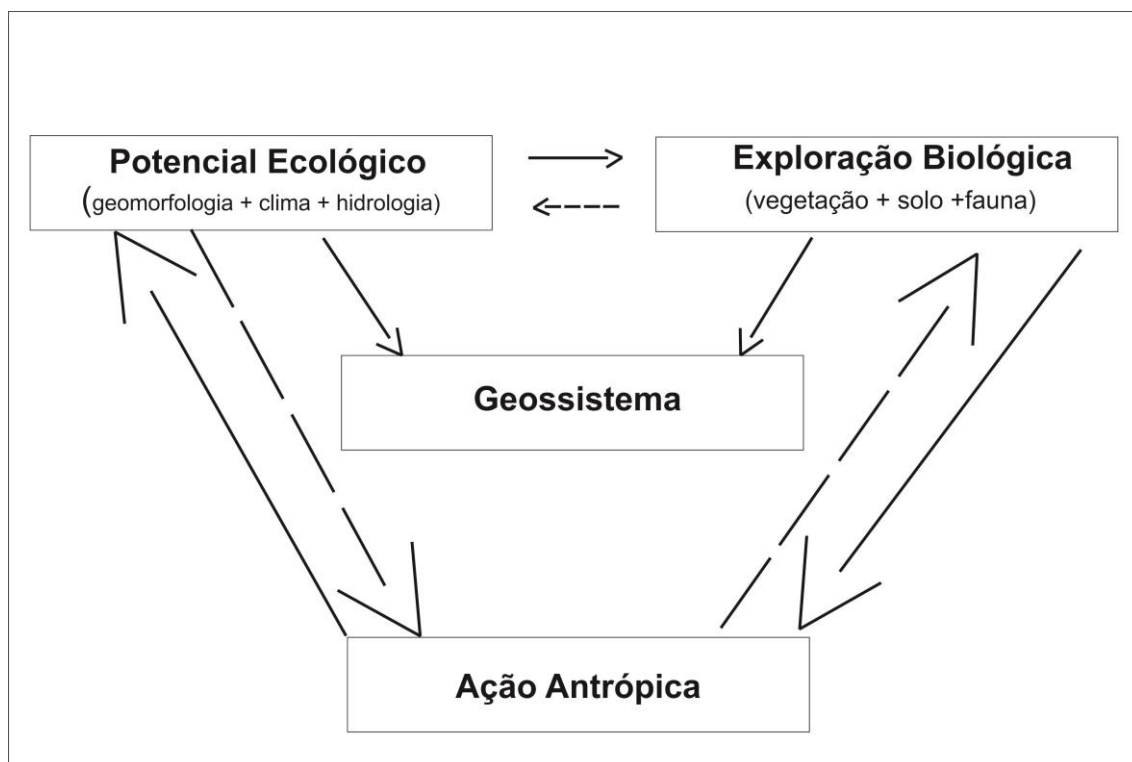 Potencial Ecológico
(geomorfologia + clima + hidrologia)
Exploração Biológica
(vegetação + solo +fauna)
Geossistema
Ação Antrópica